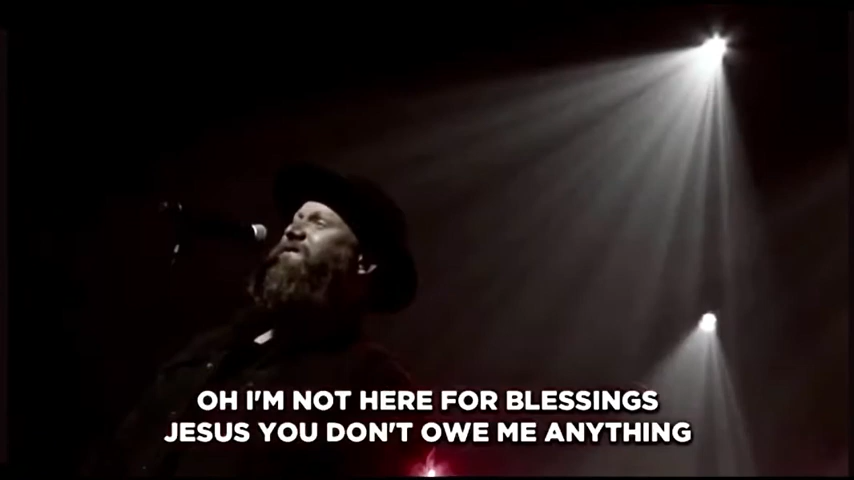 OH I'M NOT HERE FOR BLESSINGS
JESUS YOU DON'T OWE ME ANYTHING